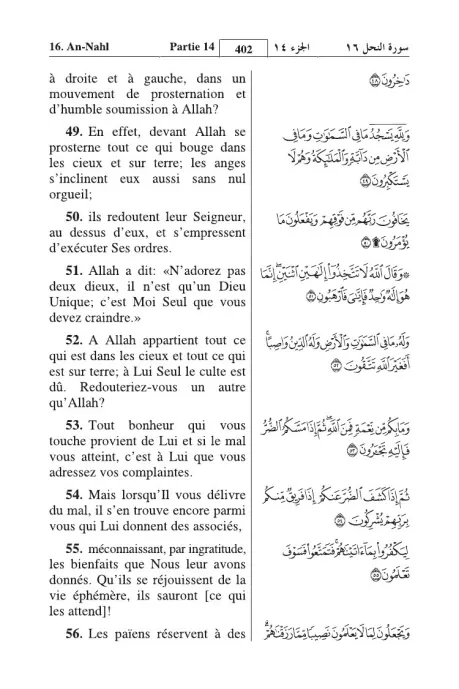 16. An-Nahl Partie 14 402 الجزء ١٤ سورة النحل ١٦
à droite et à gauche, dans un
mouvement de prosternation et
d’humble soumission à Allah?
49. En effet, devant Allah se
prosterne tout ce qui bouge dans
les cieux et sur terre; les anges
s’inclinent eux aussi sans nul
orgueil;
50. ils redoutent leur Seigneur,
au dessus d’eux, et s’empressent
d’exécuter Ses ordres.
51. Allah a dit: «N’adorez pas
deux dieux, il n’est qu’un Dieu
Unique; c’est Moi Seul que vous
devez craindre.»
52. A Allah appartient tout ce
qui est dans les cieux et tout ce qui
est sur terre; à Lui Seul le culte est
dû. Redouteriez-vous un autre
qu’Allah?
53. Tout bonheur qui vous
touche provient de Lui et si le mal
vous atteint, c’est à Lui que vous
adressez vos complaintes.
54. Mais lorsqu’Il vous délivre
du mal, il s’en trouve encore parmi
vous qui Lui donnent des associés,
55. méconnaissant, par ingratitude,
les bienfaits que Nous leur avons
donnés. Qu’ils se réjouissent de la
vie éphémère, ils sauront [ce qui
les attend]!
56. Les païens réservent à des
دَاخِرُونَ ٤٨
وَلِلَّهِ يَسْجُدُ مَا فِي السَّمَاوَاتِ وَمَا فِي
الْأَرْضِ مِن دَابَّةٍ وَالْمَلَائِكَةُ وَهُمْ لَا
يَسْتَكْبِرُونَ ٤٩
يَخَافُونَ رَبَّهُم مِّن فَوْقِهِمْ وَيَفْعَلُونَ مَا
يُؤْمَرُونَ ۩ ٥٠
۞ وَقَالَ اللَّهُ لَا تَتَّخِذُوا إِلَٰهَيْنِ اثْنَيْنِ إِنَّمَا
هُوَ إِلَٰهٌ وَاحِدٌ فَإِيَّايَ فَارْهَبُونِ ٥١
وَلَهُ مَا فِي السَّمَاوَاتِ وَالْأَرْضِ وَلَهُ الدِّينُ وَاصِبًا
أَفَغَيْرَ اللَّهِ تَتَّقُونَ ٥٢
وَمَا بِكُم مِّن نِّعْمَةٍ فَمِنَ اللَّهِ ثُمَّ إِذَا مَسَّكُمُ الضُّرُّ
فَإِلَيْهِ تَجْأَرُونَ ٥٣
ثُمَّ إِذَا كَشَفَ الضُّرَّ عَنكُمْ إِذَا فَرِيقٌ مِّنكُم
بِرَبِّهِمْ يُشْرِكُونَ ٥٤
لِيَكْفُرُوا بِمَا آتَيْنَاهُمْ فَتَمَتَّعُوا فَسَوْفَ
تَعْلَمُونَ ٥٥
وَيَجْعَلُونَ لِمَا لَا يَعْلَمُونَ نَصِيبًا مِّمَّا رَزَقْنَاهُمْ